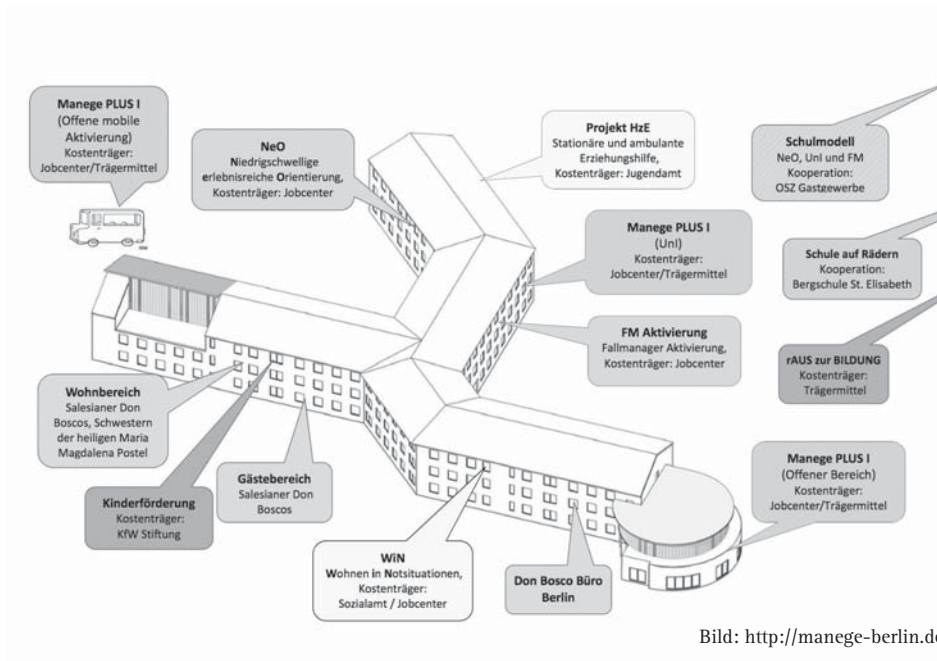 Manege PLUS I
(Offene mobile
Aktivierung)
Kostenträger:
Jobcenter/Trägermittel
NeO
Niedrigschwellige
erlebnisreiche Orientierung,
Kostenträger: Jobcenter
Projekt HzE
Stationäre und ambulante
Erziehungshilfe,
Kostenträger: Jugendamt
Schulmodell
NeO, UnI und FM
Kooperation:
OSZ Gastgewerbe
Manege PLUS I
(UnI)
Kostenträger:
Jobcenter/Trägermittel
Schule auf Rädern
Kooperation:
Bergschule St. Elisabeth
FM Aktivierung
Fallmanager Aktivierung,
Kostenträger: Jobcenter
rAUS zur BILDUNG
Kostenträger:
Trägermittel
Wohnbereich
Salesianer Don
Boscos, Schwestern
der heiligen Maria
Magdalena Postel
Gästebereich
Salesianer Don
Boscos
Kinderförderung
Kostenträger:
KfW Stiftung
Manege PLUS I
(Offener Bereich)
Kostenträger:
Jobcenter/Trägermittel
WiN
Wohnen in Notsituationen,
Kostenträger:
Sozialamt / Jobcenter
Don Bosco Büro
Berlin
Bild: http://manege-berlin.de